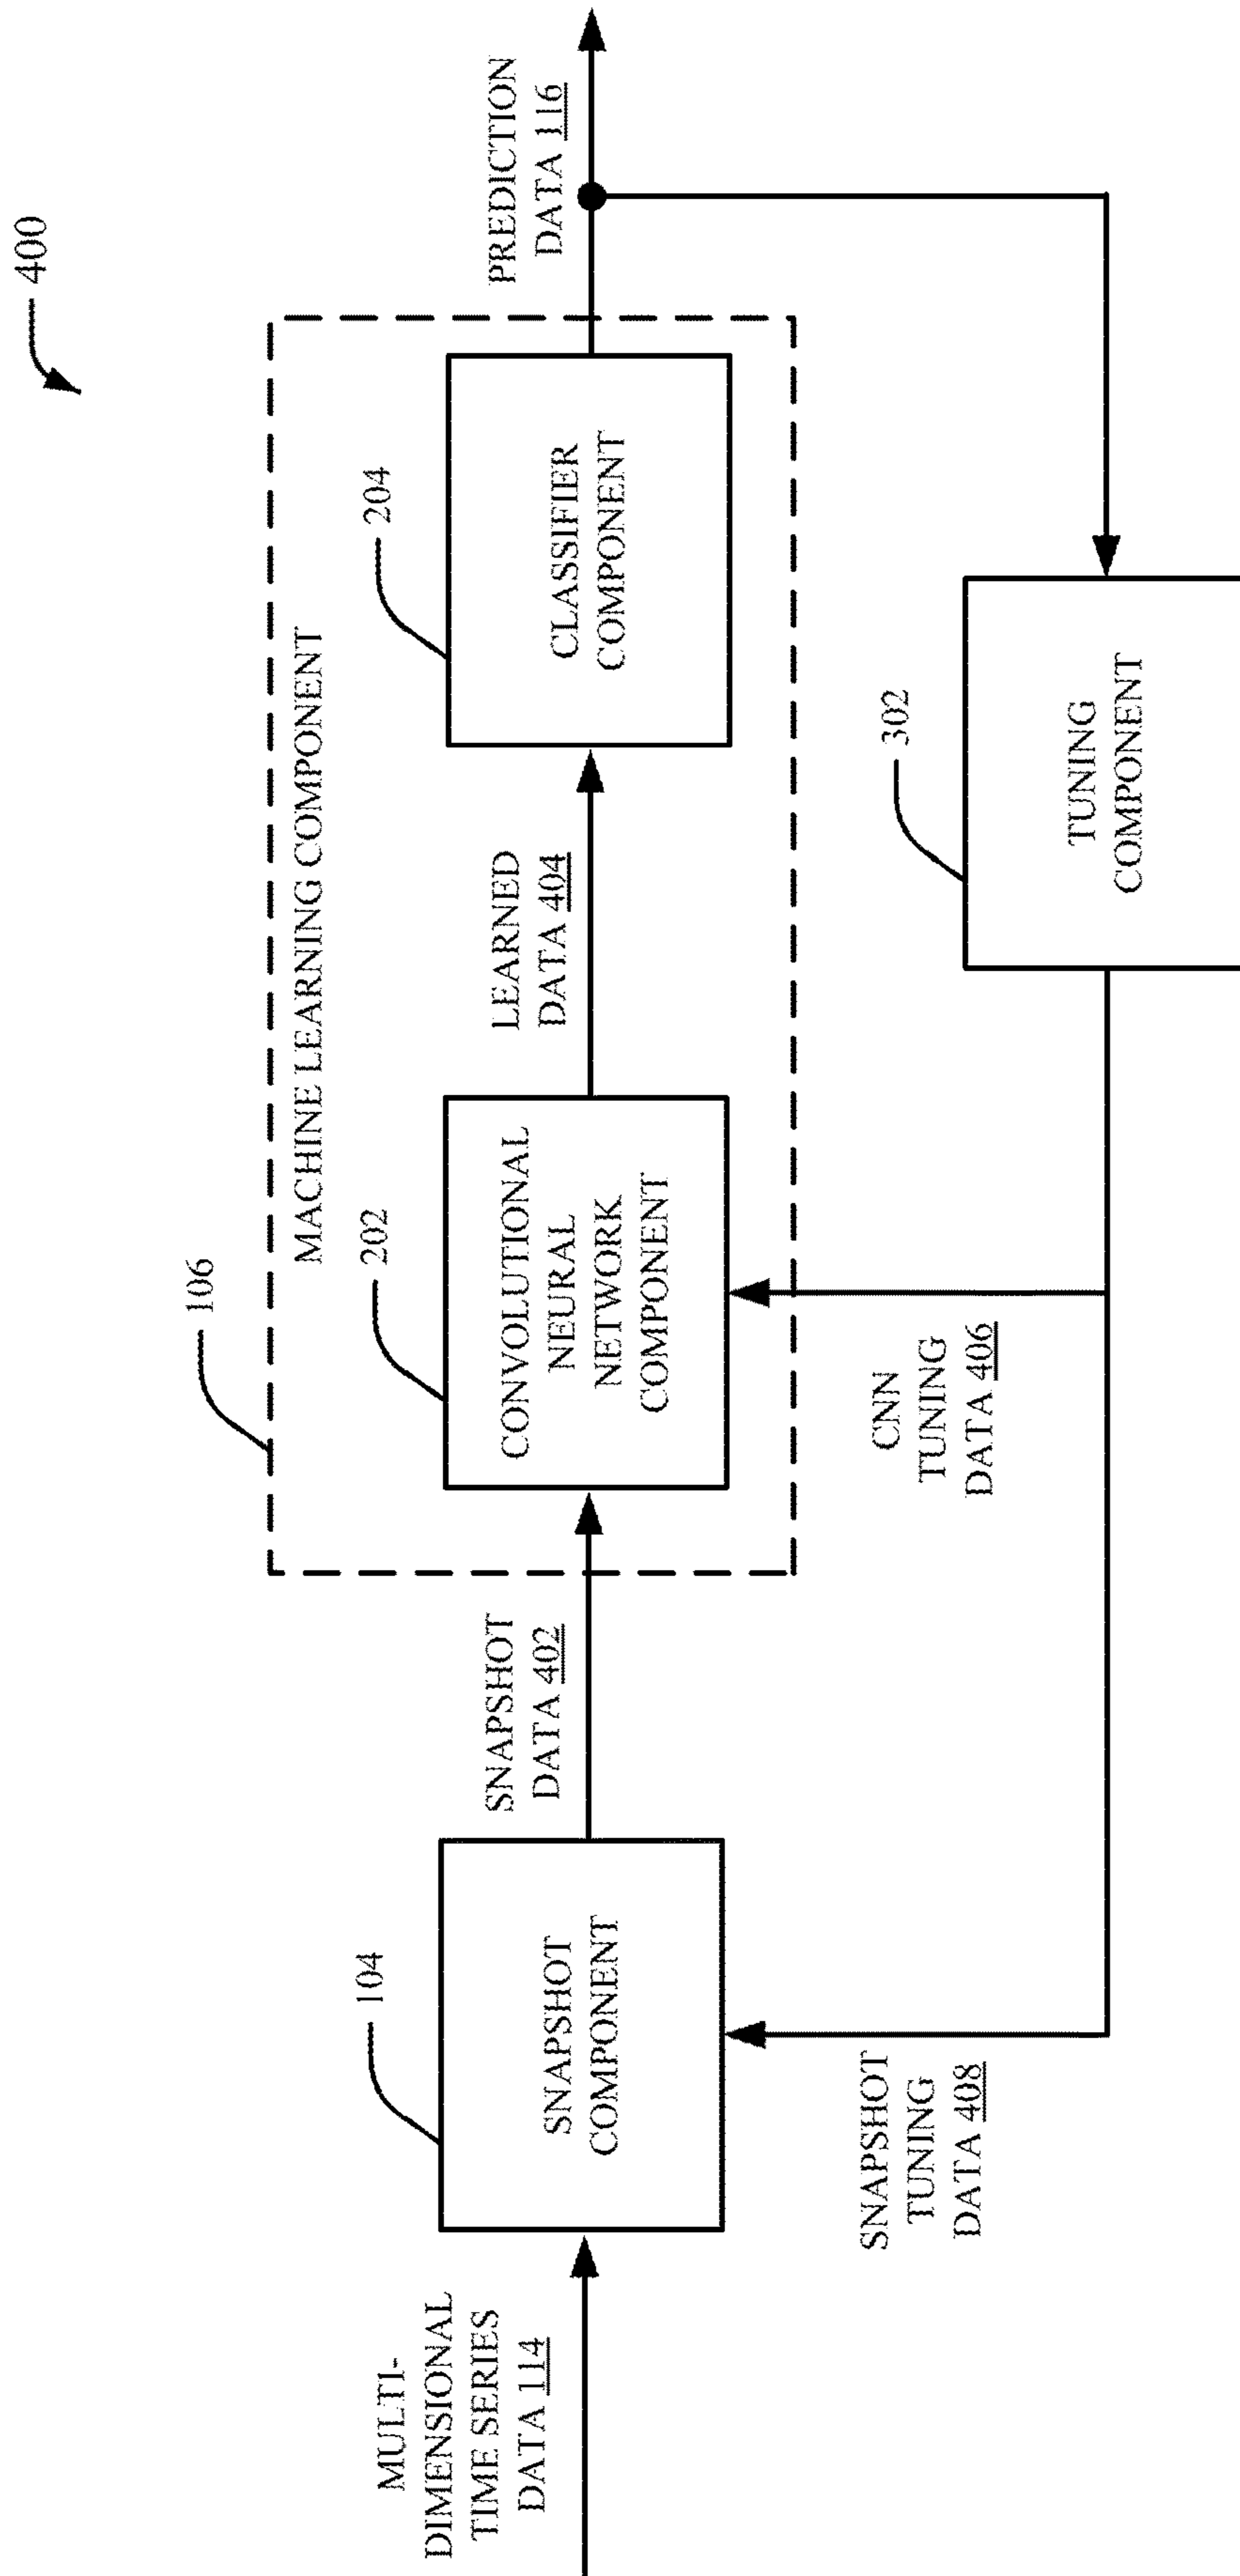 400
106
MACHINE LEARNING COMPONENT
MULTI-
DIMENSIONAL
TIME SERIES
DATA 114
104
SNAPSHOT
COMPONENT
SNAPSHOT
DATA 402
202
CONVOLUTIONAL
NEURAL
NETWORK
COMPONENT
LEARNED
DATA 404
204
CLASSIFIER
COMPONENT
PREDICTION
DATA 116
SNAPSHOT
TUNING
DATA 408
CNN
TUNING
DATA 406
302
TUNING
COMPONENT